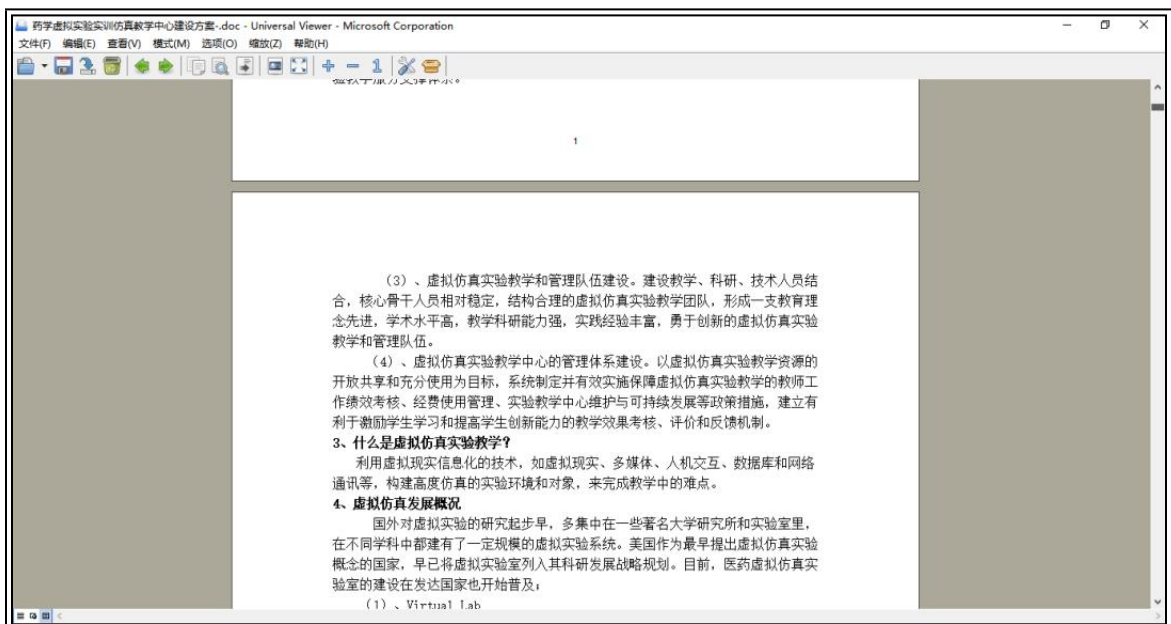 药学虚拟实验实训仿真教学中心建设方案-.doc - Universal Viewer - Microsoft Corporation
文件(F) 编辑(E) 查看(V) 模式(M) 选项(O) 缩放(Z) 帮助(H)
1
1
(3)、虚拟仿真实验教学和管理队伍建设。建设教学、科研、技术人员结
合，核心骨干人员相对稳定，结构合理的虚拟仿真实验教学团队，形成一支教育理
念先进，学术水平高，教学科研能力强，实践经验丰富，勇于创新的虚拟仿真实验
教学和管理队伍。
(4)、虚拟仿真实验教学中心的管理体系建设。以虚拟仿真实验教学资源的
开放共享和充分使用为目标，系统制定并有效实施保障虚拟仿真实验教学的教师工
作绩效考核、经费使用管理、实验教学中心维护与可持续发展等政策措施，建立有
利于激励学生学习和提高学生创新能力的教学效果考核、评价和反馈机制。
3、什么是虚拟仿真实验教学?
利用虚拟现实信息化的技术，如虚拟现实、多媒体、人机交互、数据库和网络
通讯等，构建高度仿真的实验环境和对象，来完成教学中的难点。
4、虚拟仿真发展概况
国外对虚拟实验的研究起步早，多集中在一些著名大学研究所和实验室里，
在不同学科中都建有了一定规模的虚拟实验系统。美国作为最早提出虚拟仿真实验
概念的国家，早已将虚拟实验室列入其科研发展战略规划。目前，医药虚拟仿真实
验室的建设在发达国家也开始普及：
(1)、Virtual Lab